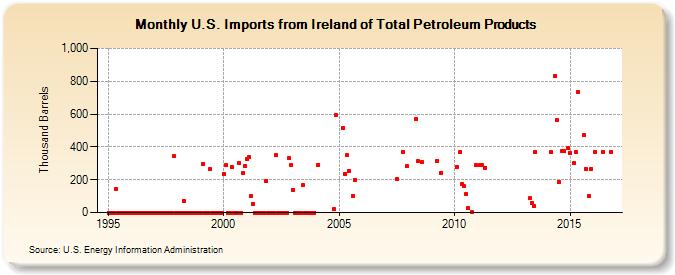 Monthly U.S. Imports from Ireland of Total Petroleum Products
Thousand Barrels
1,000
800
600
400
200
0
1995 2000 2005 2010 2015
Source: U.S. Energy Information Administration